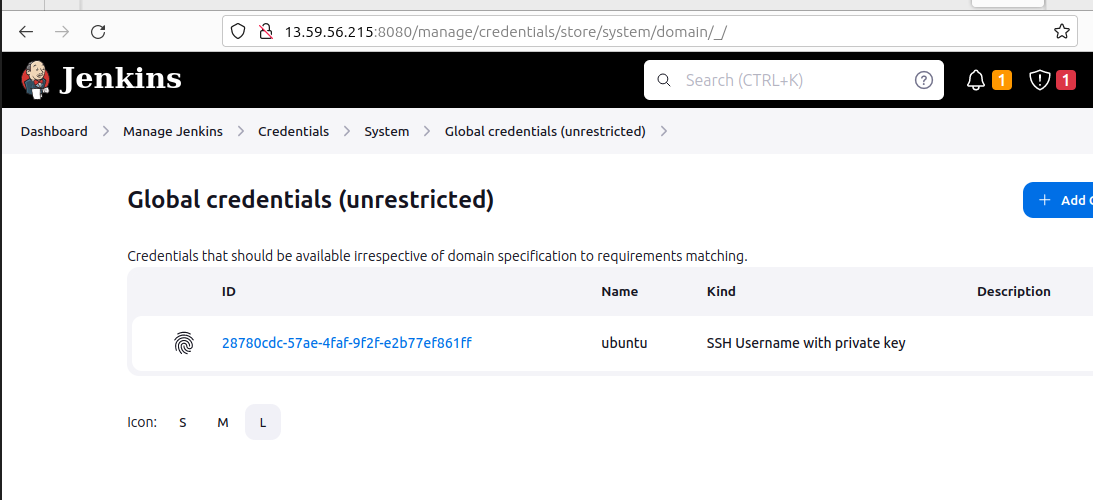 13.59.56.215:8080/manage/credentials/store/system/domain/_/
Jenkins
Search (CTRL+K)
?
1
1
Dashboard > Manage Jenkins > Credentials > System > Global credentials (unrestricted) >
Global credentials (unrestricted)
+ Add
Credentials that should be available irrespective of domain specification to requirements matching.
ID Name Kind Description
28780cdc-57ae-4faf-9f2f-e2b77ef861ff ubuntu SSH Username with private key
Icon: S M L